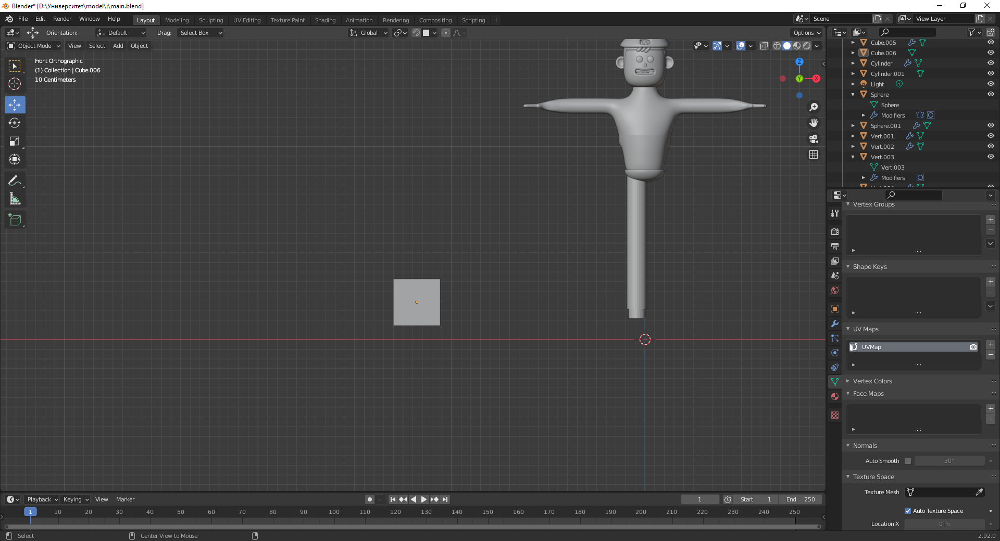 Blender* [D:\Университет\model\i\main.blend]
File Edit Render Window Help
Layout Modeling Sculpting UV Editing Texture Paint Shading Animation Rendering Compositing Scripting
Scene
View Layer
Orientation: Default Drag: Select Box
Global
Options
Object Mode View Select Add Object
Front Orthographic
(1) Collection | Cube.006
10 Centimeters
Z
Y
X
Cube.005
Cube.006
Cylinder
Cylinder.001
Light
Sphere
Sphere
Modifiers
Sphere.001
Vert.001
Vert.002
Vert.003
Vert.003
Modifiers
Vertex Groups
Shape Keys
UV Maps
UVMap
Vertex Colors
Face Maps
Normals
Auto Smooth 30°
Texture Space
Texture Mesh
Auto Texture Space
Location X 0 m
Playback Keying View Marker
1 Start 1 End 250
1 10 20 30 40 50 60 70 80 90 100 110 120 130 140 150 160 170 180 190 200 210 220 230 240 250
Select
Center View to Mouse
2.92.0